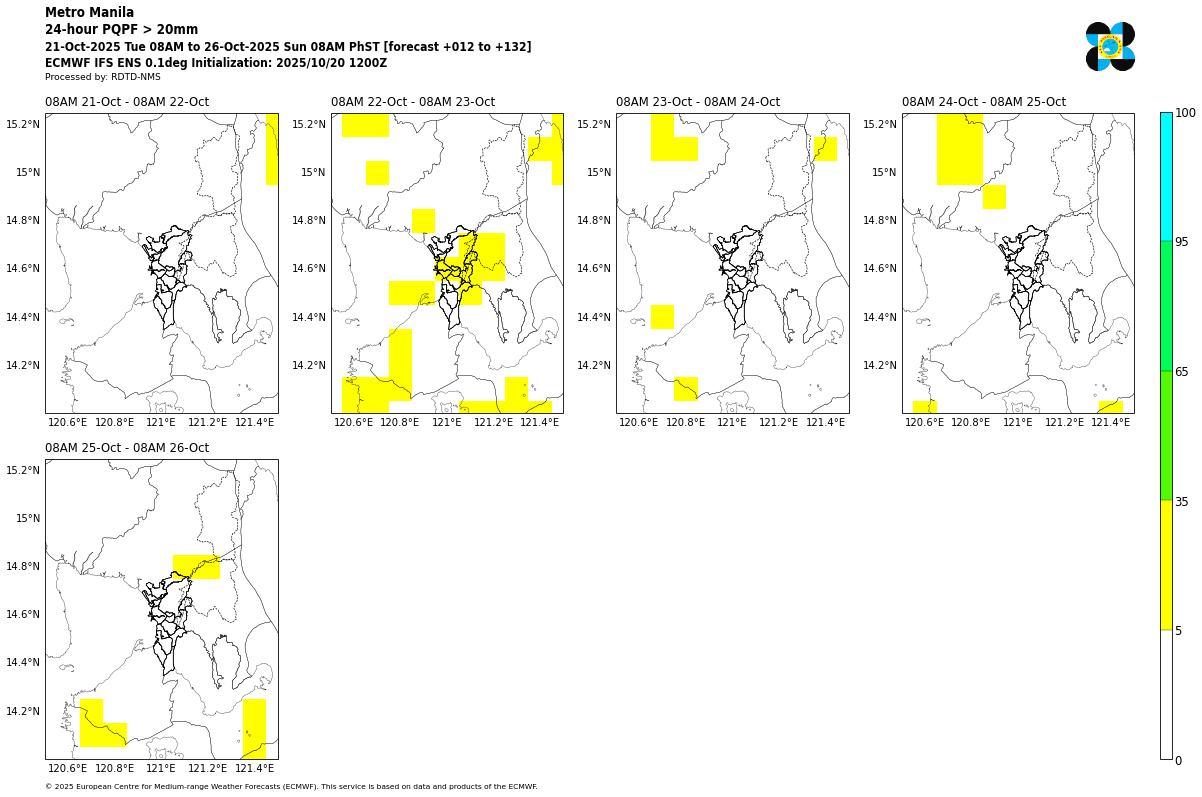 Metro Manila
24-hour PQPF > 20mm
21-Oct-2025 Tue 08AM to 26-Oct-2025 Sun 08AM PhST [forecast +012 to +132]
ECMWF IFS ENS 0.1deg Initialization: 2025/10/20 1200Z
Processed by: RDTD-NMS
08AM 21-Oct - 08AM 22-Oct
15.2°N
15°N
14.8°N
14.6°N
14.4°N
14.2°N
120.6°E 120.8°E 121°E 121.2°E 121.4°E
08AM 22-Oct - 08AM 23-Oct
15.2°N
15°N
14.8°N
14.6°N
14.4°N
14.2°N
120.6°E 120.8°E 121°E 121.2°E 121.4°E
08AM 23-Oct - 08AM 24-Oct
15.2°N
15°N
14.8°N
14.6°N
14.4°N
14.2°N
120.6°E 120.8°E 121°E 121.2°E 121.4°E
08AM 24-Oct - 08AM 25-Oct
15.2°N
15°N
14.8°N
14.6°N
14.4°N
14.2°N
120.6°E 120.8°E 121°E 121.2°E 121.4°E
100
95
65
35
5
0
08AM 25-Oct - 08AM 26-Oct
15.2°N
15°N
14.8°N
14.6°N
14.4°N
14.2°N
120.6°E 120.8°E 121°E 121.2°E 121.4°E
© 2025 European Centre for Medium-range Weather Forecasts (ECMWF). This service is based on data and products of the ECMWF.